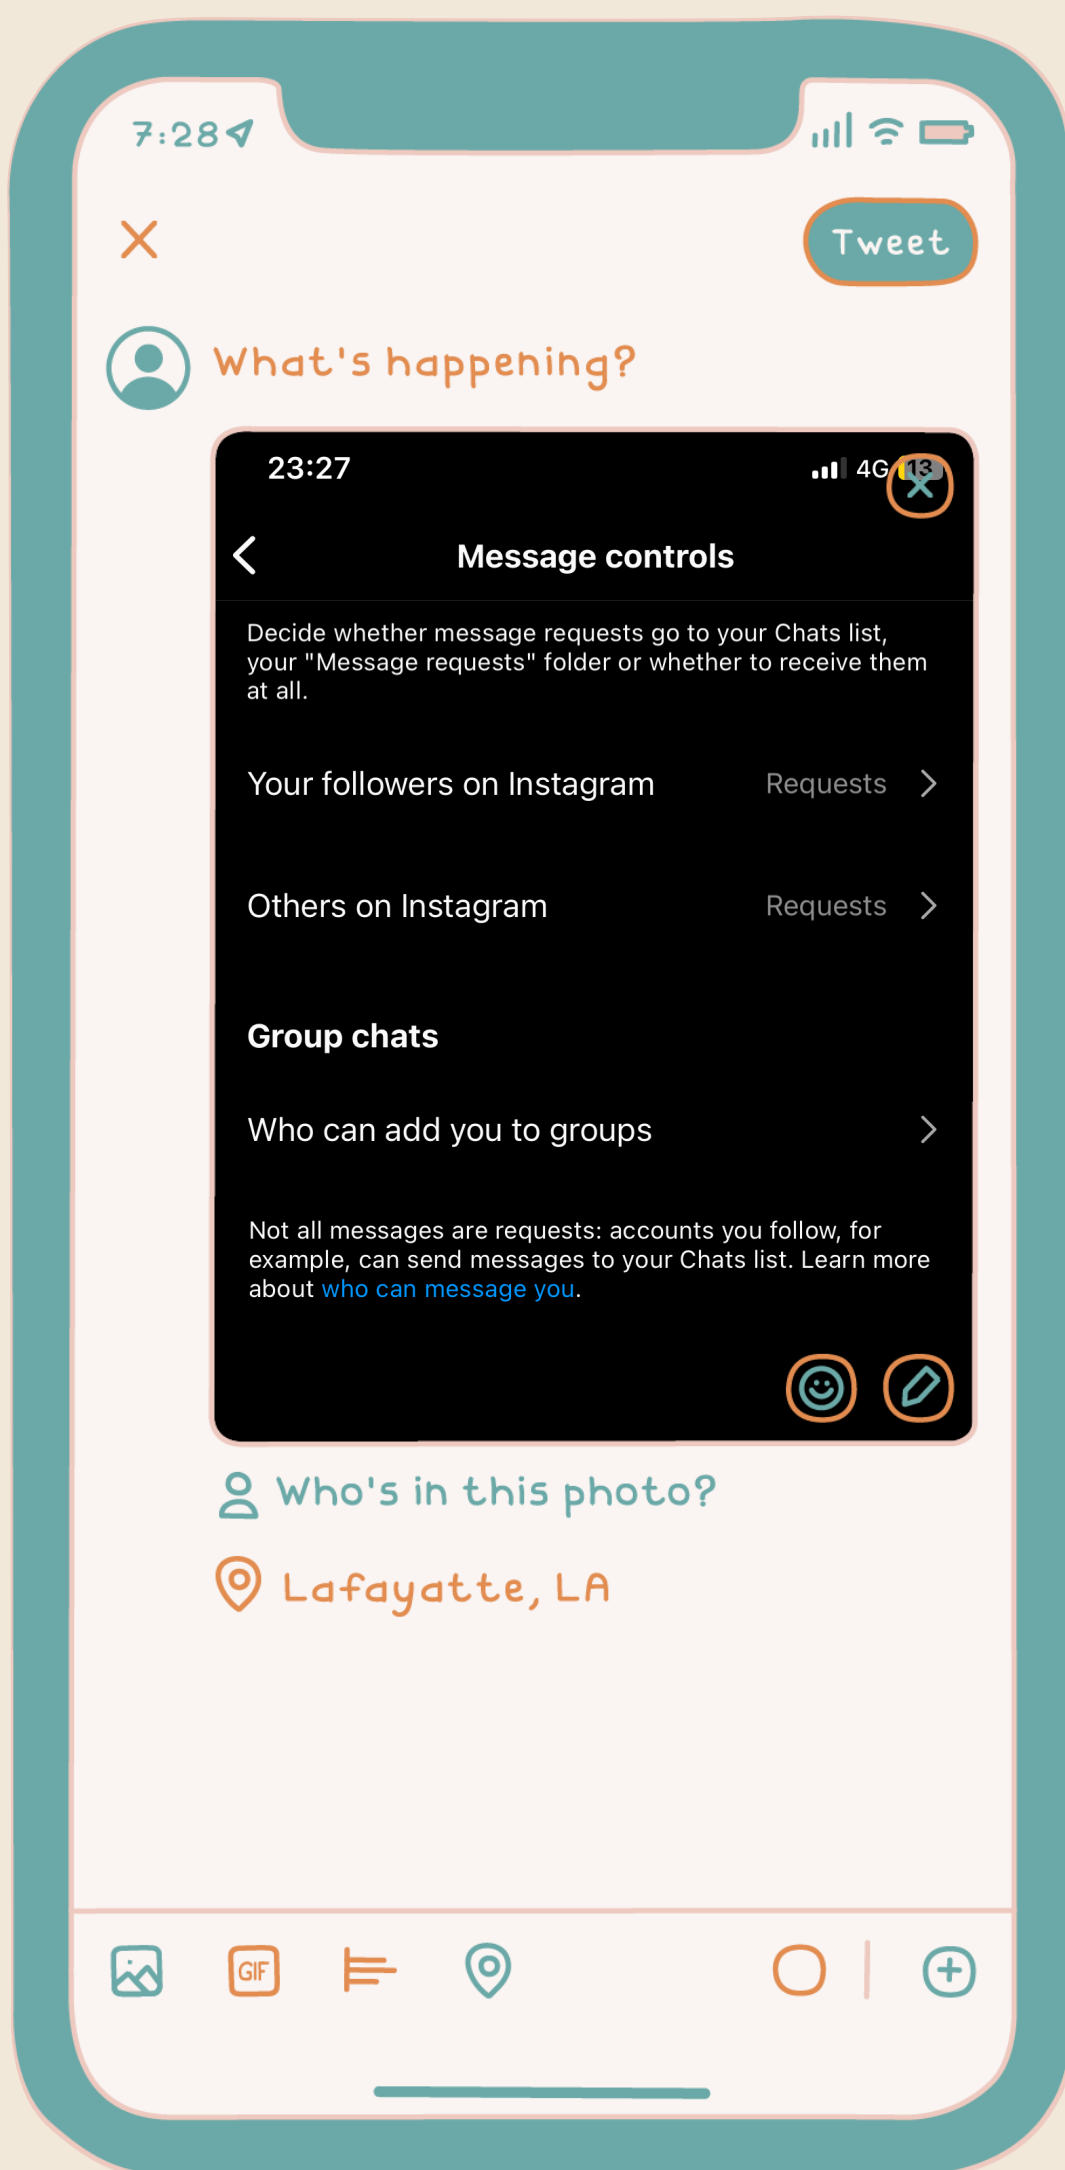 7:28
Tweet
What's happening?
23:27 4G 13
Message controls
Decide whether message requests go to your Chats list,
your "Message requests" folder or whether to receive them
at all.
Your followers on Instagram Requests
Others on Instagram Requests
Group chats
Who can add you to groups
Not all messages are requests: accounts you follow, for
example, can send messages to your Chats list. Learn more
about who can message you.
Who's in this photo?
Lafayatte, LA
GIF